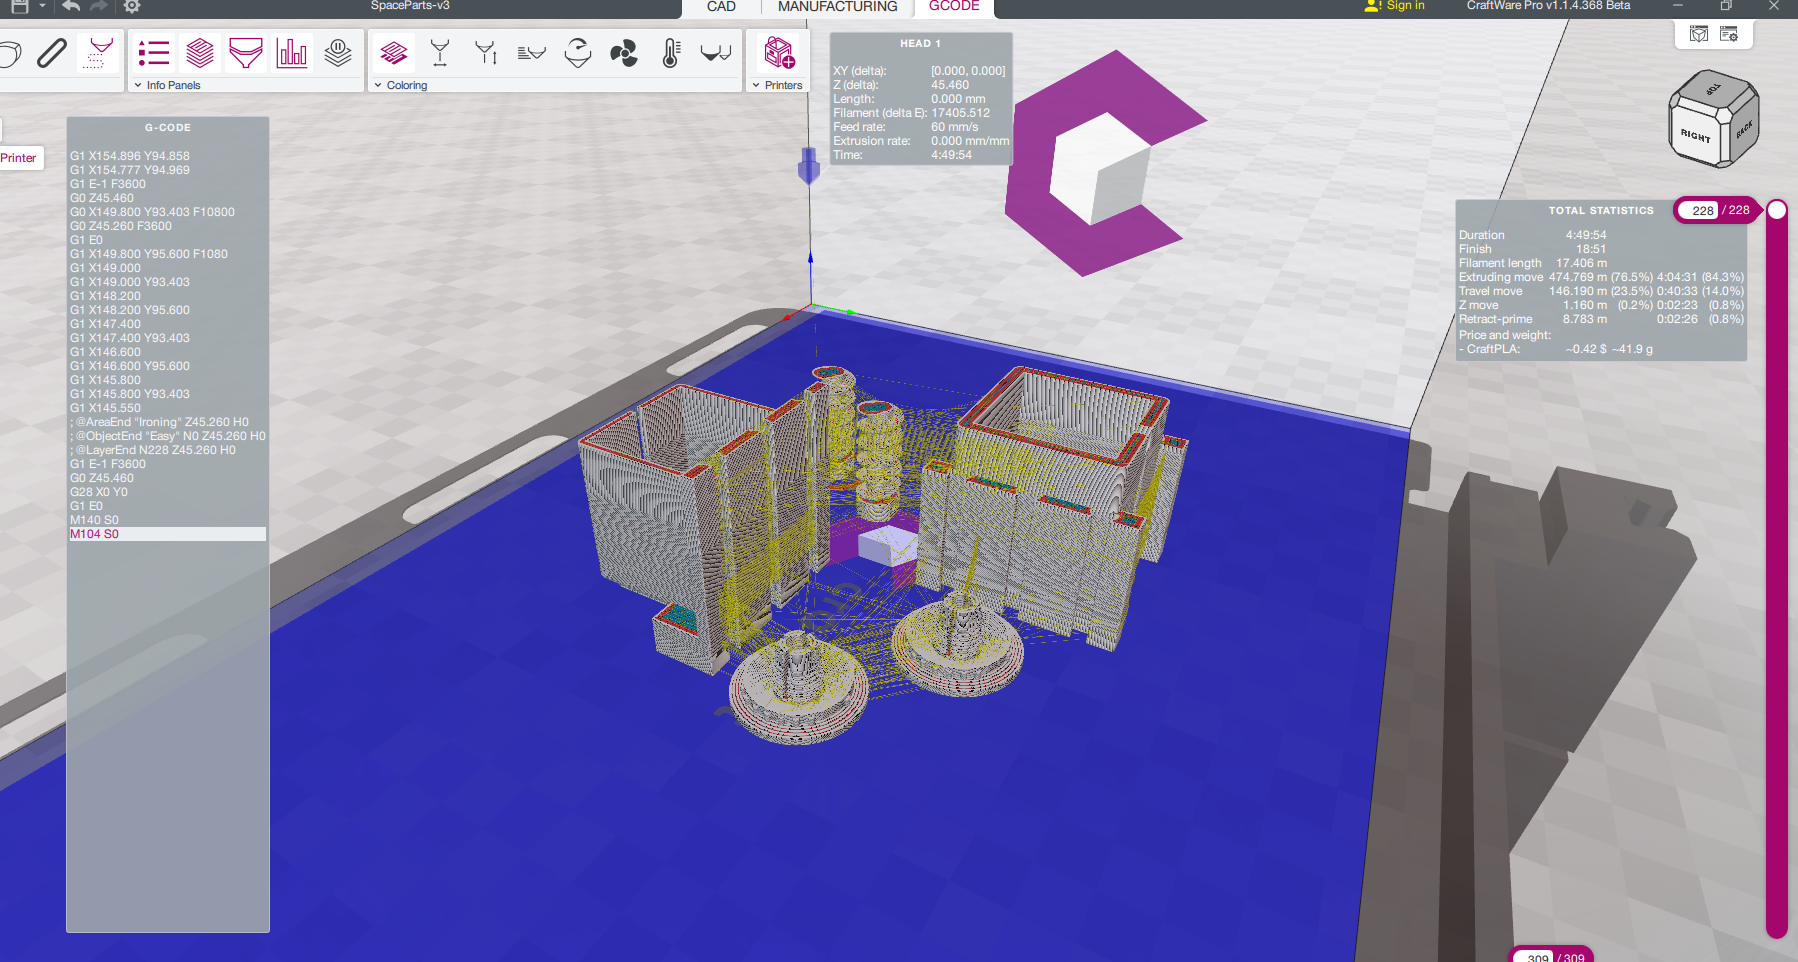 SpaceParts-v3
CAD
MANUFACTURING
GCODE
Sign in
CraftWare Pro v1.1.4.368 Beta
Info Panels
Coloring
Printers
Printer
G-CODE
G1 X154.896 Y94.858
G1 X154.777 Y94.969
G1 E-1 F3600
G0 Z45.460
G0 X149.800 Y93.403 F10800
G0 Z45.260 F3600
G1 E0
G1 X149.800 Y95.600 F1080
G1 X149.000
G1 X149.000 Y93.403
G1 X148.200
G1 X148.200 Y95.600
G1 X147.400
G1 X147.400 Y93.403
G1 X146.600
G1 X146.600 Y95.600
G1 X145.800
G1 X145.800 Y93.403
G1 X145.550
; @AreaEnd "Ironing" Z45.260 H0
; @ObjectEnd "Easy" N0 Z45.260 H0
; @LayerEnd N228 Z45.260 H0
G1 E-1 F3600
G0 Z45.460
G28 X0 Y0
G1 E0
M140 S0
M104 S0
HEAD 1
XY (delta): [0.000, 0.000]
Z (delta): 45.460
Length: 0.000 mm
Filament (delta E): 17405.512
Feed rate: 60 mm/s
Extrusion rate: 0.000 mm/mm
Time: 4:49:54
TOP
RIGHT
BACK
228 / 228
TOTAL STATISTICS
Duration 4:49:54
Finish 18:51
Filament length 17.406 m
Extruding move 474.769 m (76.5%) 4:04:31 (84.3%)
Travel move 146.190 m (23.5%) 0:40:33 (14.0%)
Z move 1.160 m (0.2%) 0:02:23 (0.8%)
Retract-prime 8.783 m 0:02:26 (0.8%)
Price and weight:
- CraftPLA: ~0.42 $ ~41.9 g
309 / 309